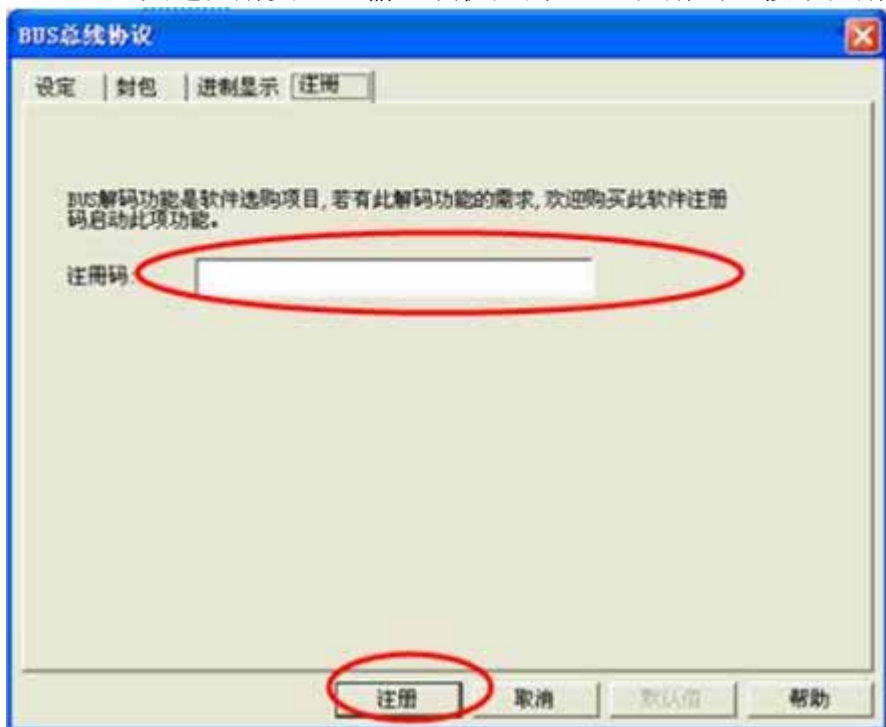 BUS总线协议
设定 封包 进制显示 注册
BUS解码功能是软件选购项目,若有此解码功能的需求,欢迎购买此软件注册
码启动此项功能。
注册码
注册 取消 默认值 帮助